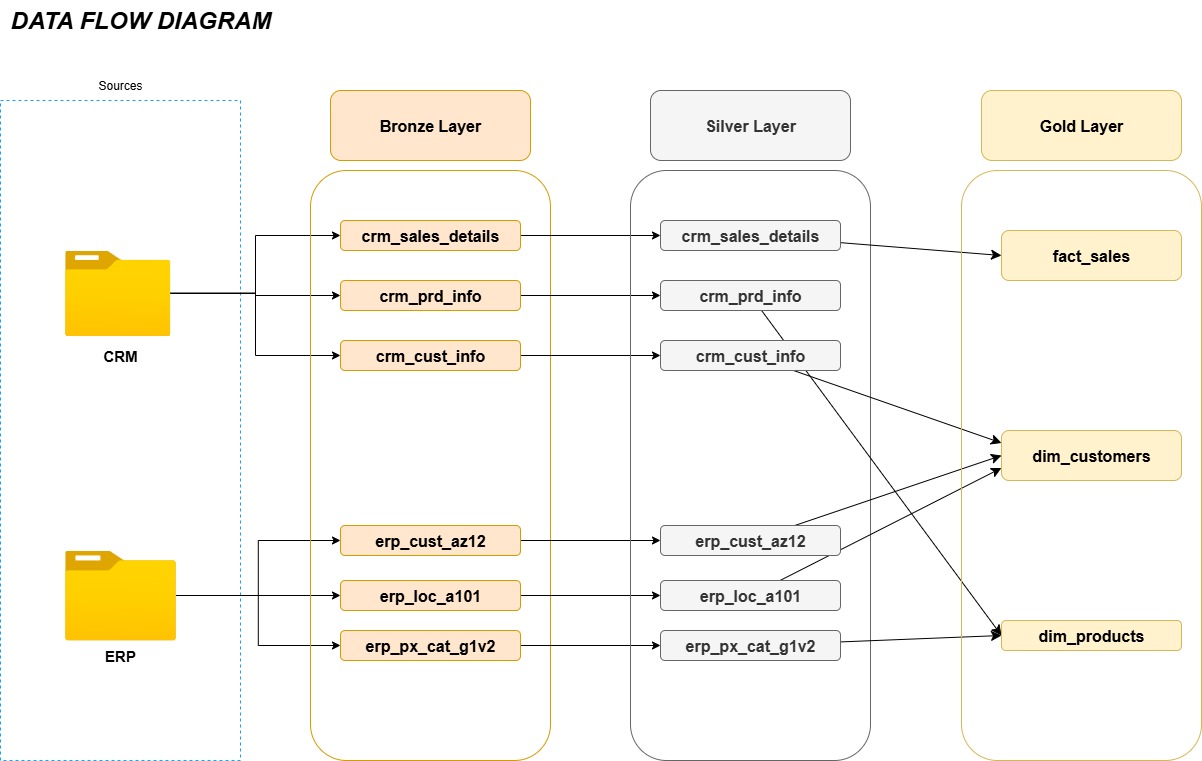 DATA FLOW DIAGRAM
Sources
Bronze Layer
Silver Layer
Gold Layer
crm_sales_details
crm_sales_details
fact_sales
crm_prd_info
crm_prd_info
CRM
crm_cust_info
crm_cust_info
dim_customers
erp_cust_az12
erp_cust_az12
erp_loc_a101
erp_loc_a101
ERP
erp_px_cat_g1v2
erp_px_cat_g1v2
dim_products